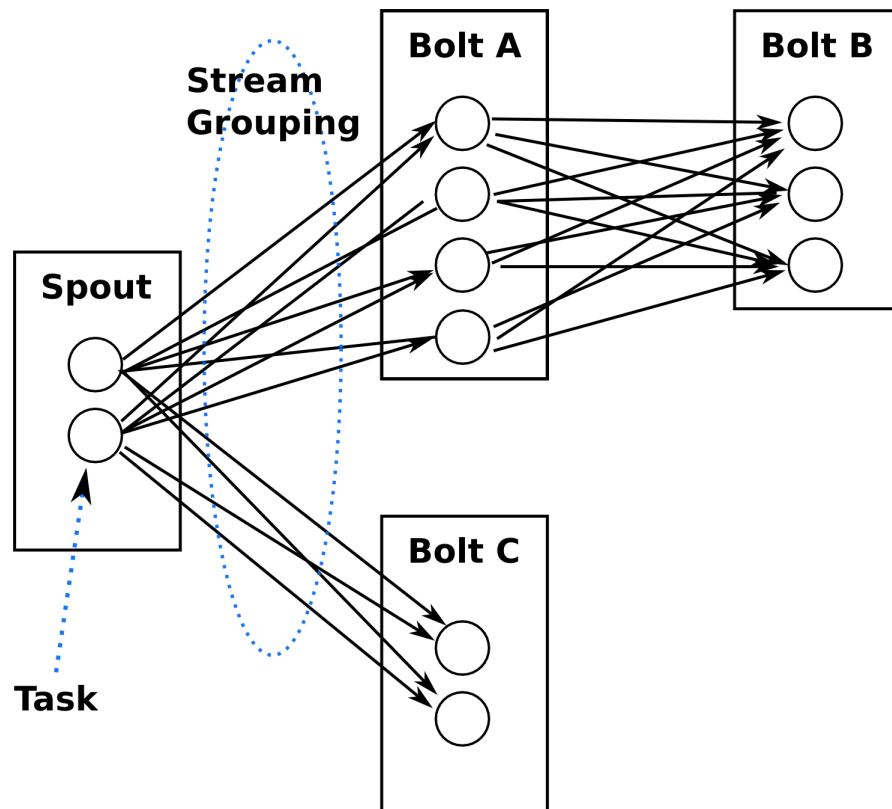 Bolt A
Bolt B
Stream
Grouping
Spout
Bolt C
Task